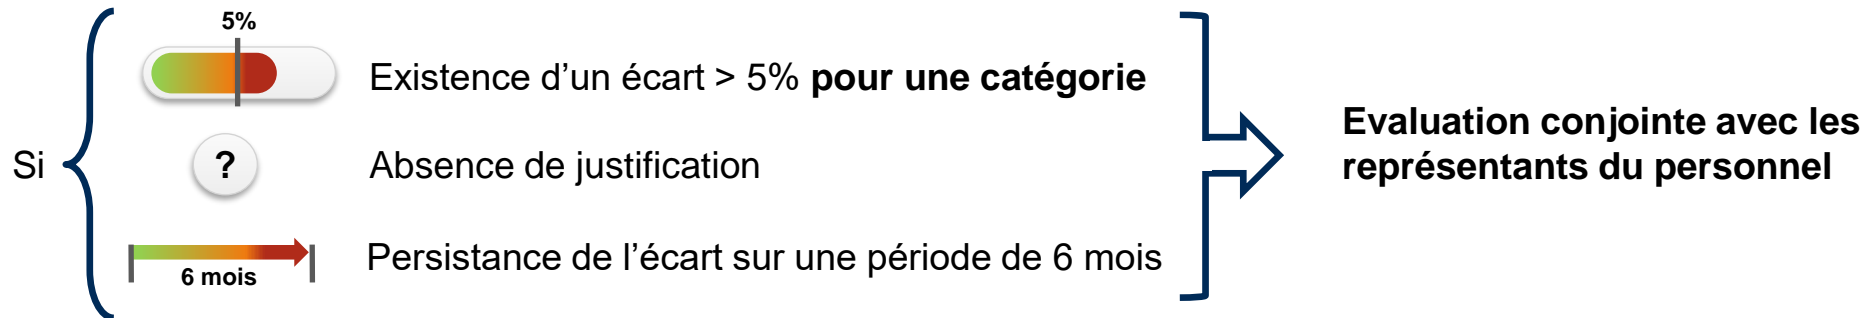 5%
Existence d’un écart > 5% pour une catégorie
Si
?
Absence de justification
6 mois
Persistance de l’écart sur une période de 6 mois
Evaluation conjointe avec les
représentants du personnel